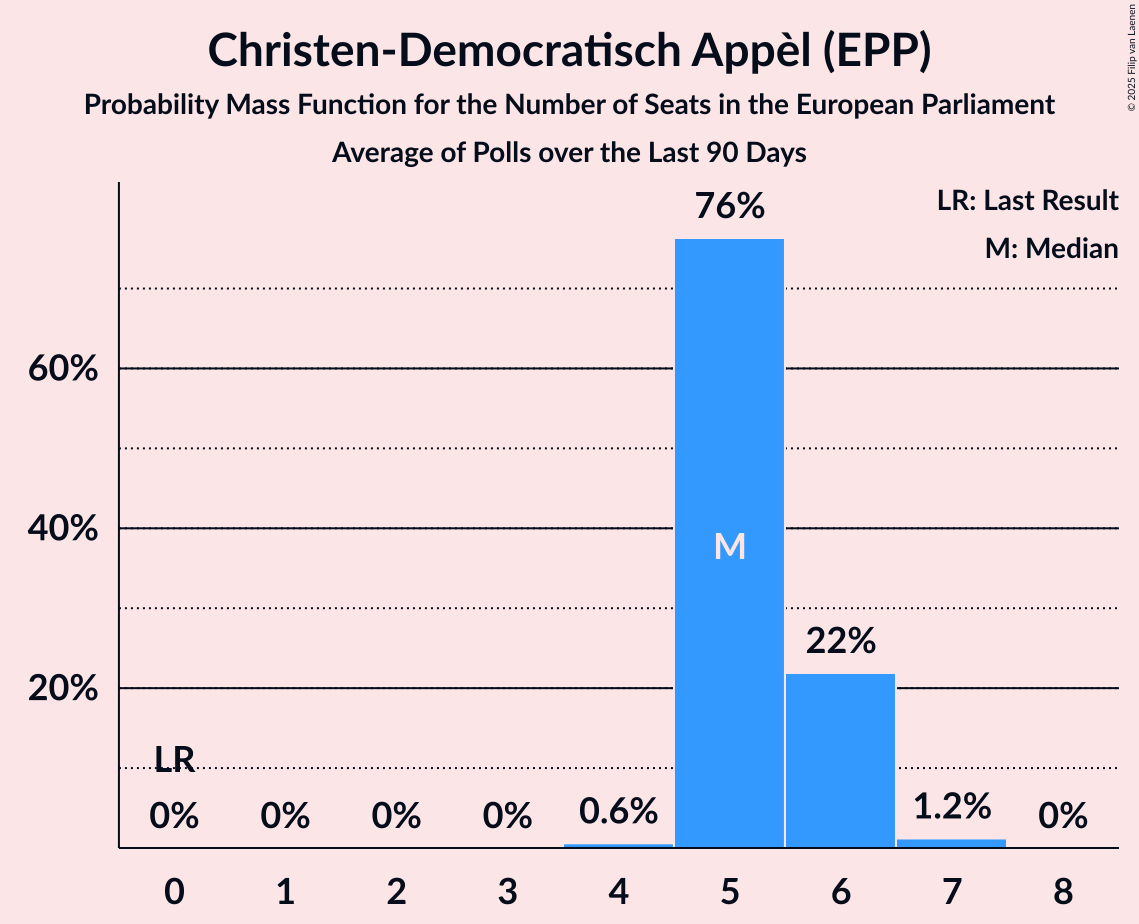 Christen-Democratisch Appèl (EPP)
Probability Mass Function for the Number of Seats in the European Parliament
Average of Polls over the Last 90 Days
© 2025 Filip van Laenen
LR: Last Result
M: Median
76%
60%
40%
M
22%
20%
LR
0% 0% 0% 0% 0.6% 1.2% 0%
0 1 2 3 4 5 6 7 8